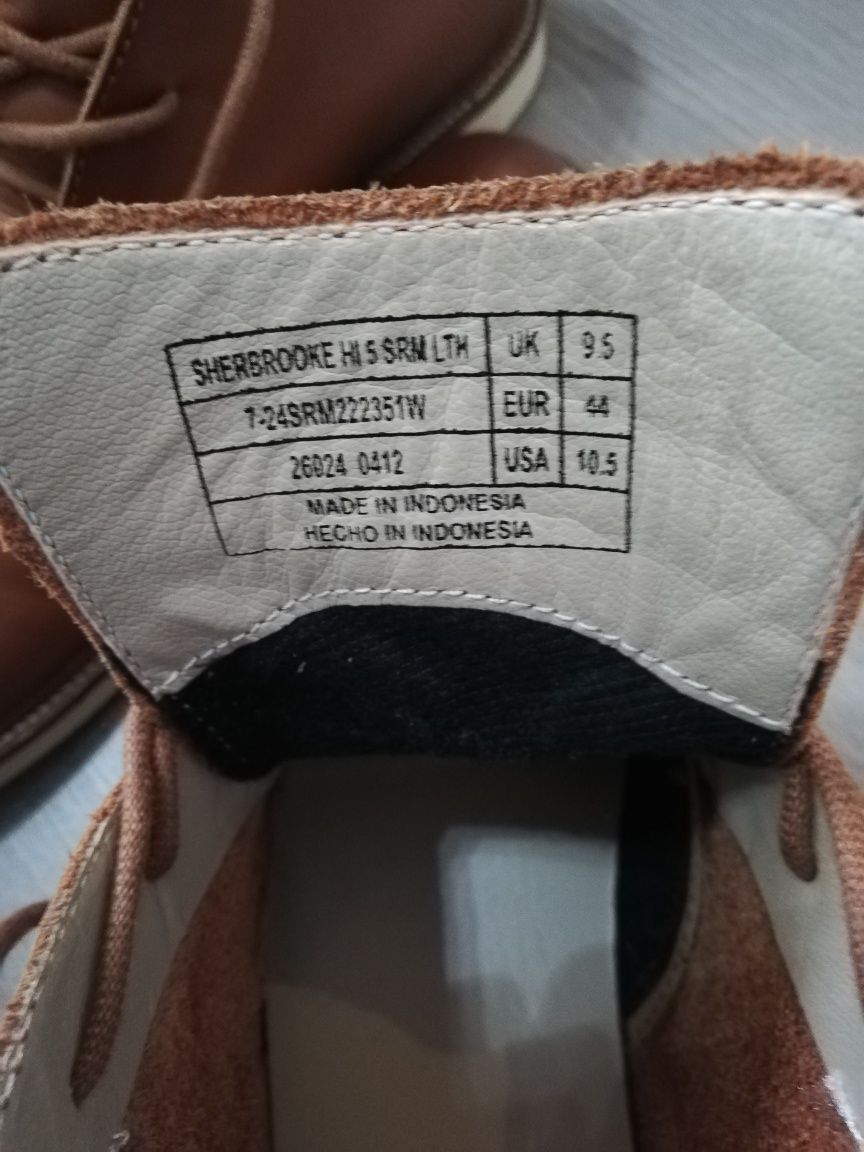 SHERBROOKE HI 5 SRM LTH UK 9.5
7-24SRM222351W EUR 44
26024 0412 USA 10.5
MADE IN INDONESIA
HECHO IN INDONESIA